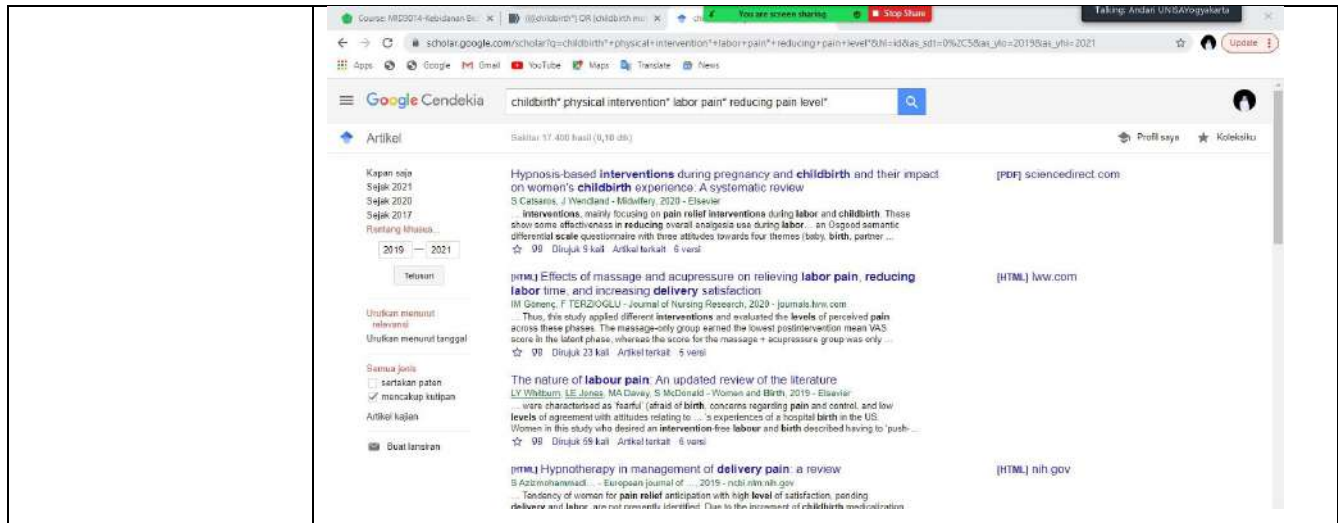 Course: MID3014-Kebidanan B
((childbirth*) OR (childbirth
You are screen sharing
Stop Share
Talking: Andari UNISAYogyakarta
scholar.google.com/scholar?q=childbirth*+physical+intervention*+labor+pain*+reducing+pain+level*&hl=id&as_sdt=0%2C5&as_ylo=2019&as_yhi=2021
Update
Apps Google Gmail YouTube Maps Translate News
Google Cendekia
childbirth* physical intervention* labor pain* reducing pain level*
Artikel
Sekitar 17.400 hasil (0,10 dtk)
Profil saya
Koleksiku
Kapan saja
Sejak 2021
Sejak 2020
Sejak 2017
Rentang khusus...
2019 — 2021
Telusuri
Urutkan menurut
relevansi
Urutkan menurut tanggal
Semua jenis
sertakan paten
mencakup kutipan
Artikel kajian
Buat lansiran
Hypnosis-based interventions during pregnancy and childbirth and their impact
on women's childbirth experience: A systematic review
S Catsaros, J Wendland - Midwifery, 2020 - Elsevier
... interventions, mainly focusing on pain relief interventions during labor and childbirth. These
show some effectiveness in reducing overall analgesia use during labor... an Osgood semantic
differential scale questionnaire with three attitudes towards four themes (baby, birth, partner ...
Dirujuk 9 kali Artikel terkait 6 versi
[PDF] sciencedirect.com
[HTML] Effects of massage and acupressure on relieving labor pain, reducing
labor time, and increasing delivery satisfaction
IM Gönenç, F TERZİOĞLU - Journal of Nursing Research, 2020 - journals.lww.com
... Thus, this study applied different interventions and evaluated the levels of perceived pain
across these phases. The massage-only group earned the lowest postintervention mean VAS
score in the latent phase, whereas the score for the massage + acupressure group was only ...
Dirujuk 23 kali Artikel terkait 5 versi
[HTML] lww.com
The nature of labour pain: An updated review of the literature
LY Whitburn, LE Jones, MA Davey, S McDonald - Women and Birth, 2019 - Elsevier
... were characterised as 'fearful' (afraid of birth, concerns regarding pain and control, and low
levels of agreement with attitudes relating to ... 's experiences of a hospital birth in the US.
Women in this study who desired an intervention-free labour and birth described having to 'push-...
Dirujuk 69 kali Artikel terkait 6 versi
[HTML] Hypnotherapy in management of delivery pain: a review
S Azizmohammadi... - European journal of ..., 2019 - ncbi.nlm.nih.gov
... Tendency of women for pain relief anticipation with high level of satisfaction, pending
delivery and labor, are not presently identified. Due to the increment of childbirth medicalization
[HTML] nih.gov